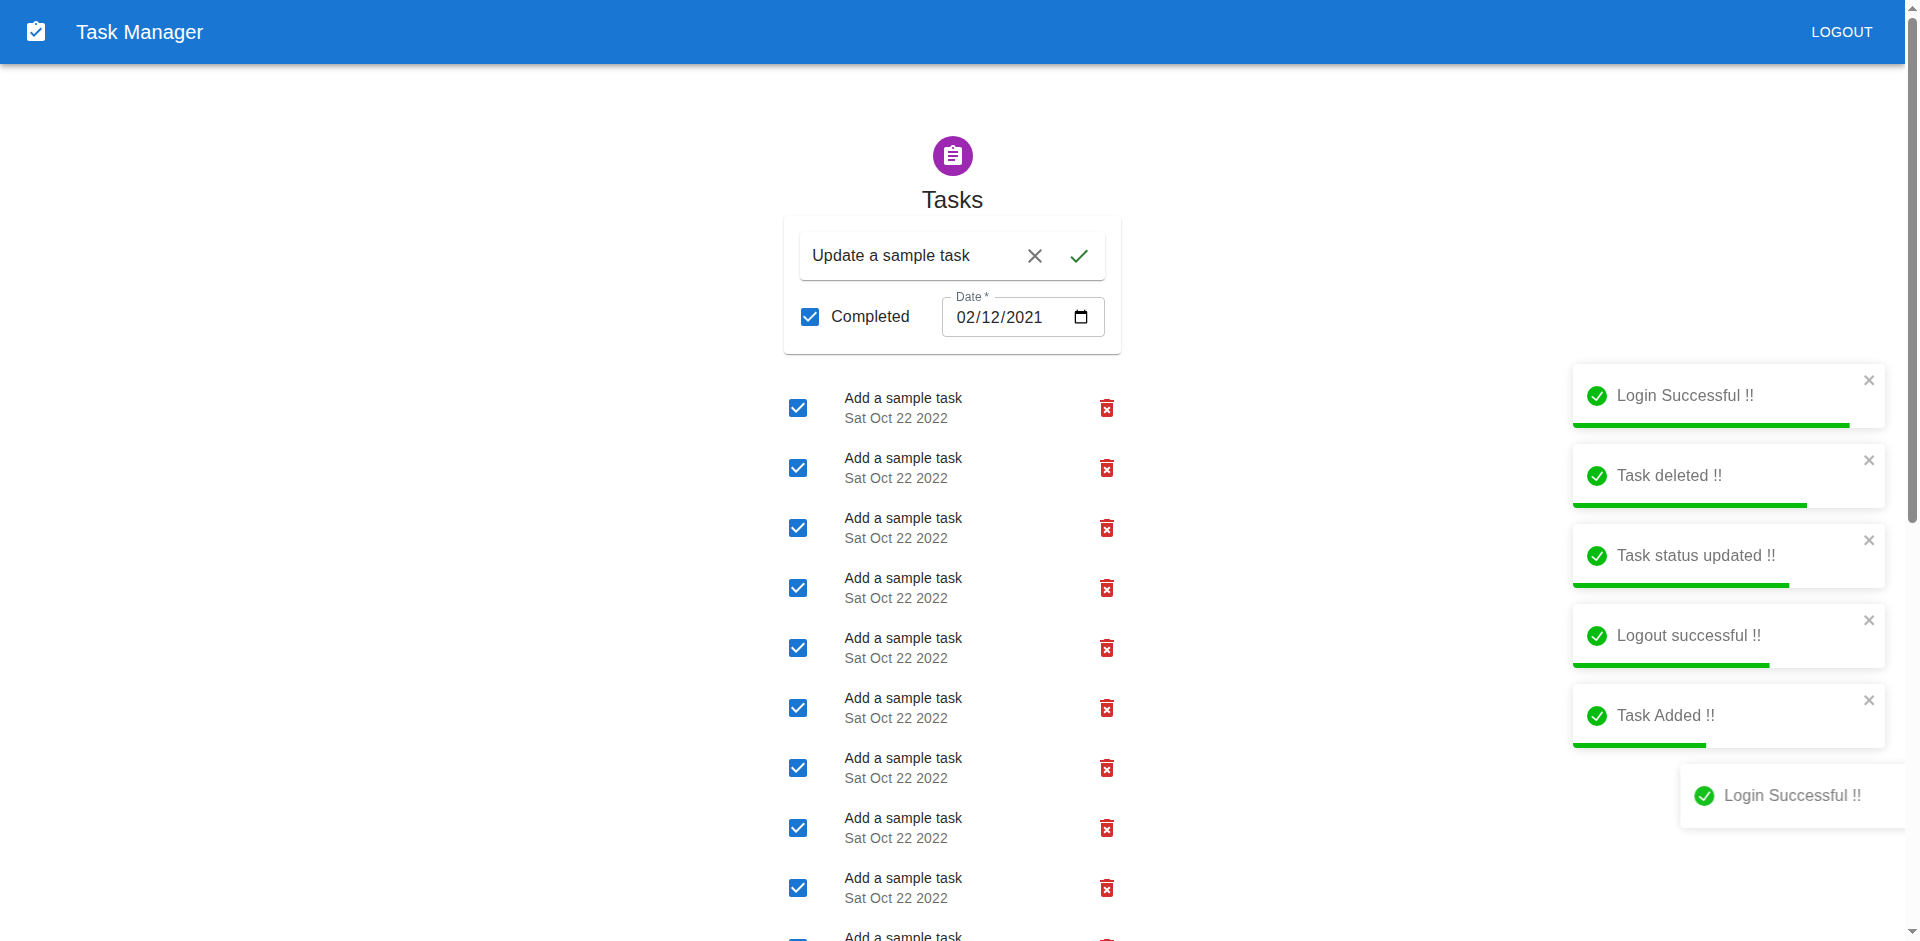 Task Manager
LOGOUT
Tasks
Update a sample task
Completed
Date *
02/12/2021
Add a sample task
Sat Oct 22 2022
Add a sample task
Sat Oct 22 2022
Add a sample task
Sat Oct 22 2022
Add a sample task
Sat Oct 22 2022
Add a sample task
Sat Oct 22 2022
Add a sample task
Sat Oct 22 2022
Add a sample task
Sat Oct 22 2022
Add a sample task
Sat Oct 22 2022
Add a sample task
Sat Oct 22 2022
Add a sample task
Login Successful !!
Task deleted !!
Task status updated !!
Logout successful !!
Task Added !!
Login Successful !!